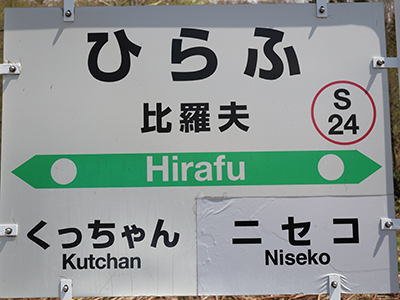 ひらふ
比羅夫
S
24
Hirafu
くっちゃん
Kutchan
ニセコ
Niseko